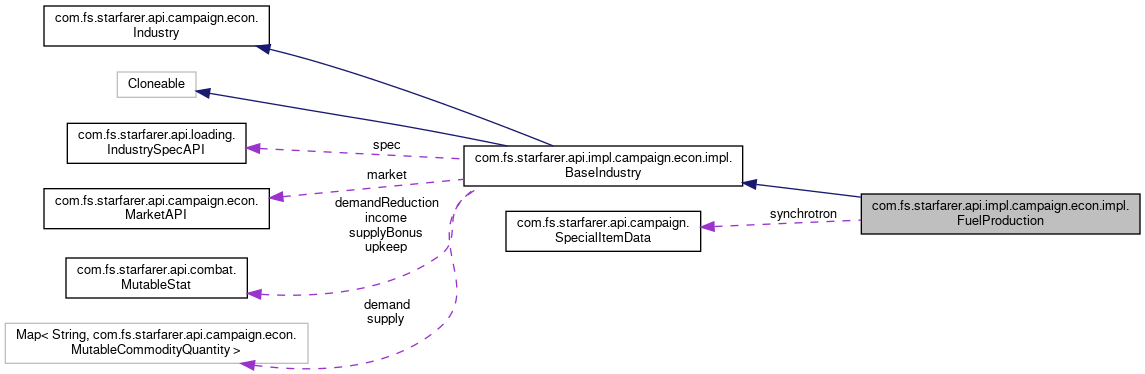 com.fs.starfarer.api.campaign.econ.
Industry
Cloneable
com.fs.starfarer.api.loading.
IndustrySpecAPI
spec
com.fs.starfarer.api.impl.campaign.econ.impl.
BaseIndustry
com.fs.starfarer.api.campaign.econ.
MarketAPI
market
demandReduction
income
supplyBonus
upkeep
com.fs.starfarer.api.campaign.
SpecialItemData
synchrotron
com.fs.starfarer.api.impl.campaign.econ.impl.
FuelProduction
com.fs.starfarer.api.combat.
MutableStat
demand
supply
Map< String, com.fs.starfarer.api.campaign.econ.
MutableCommodityQuantity >